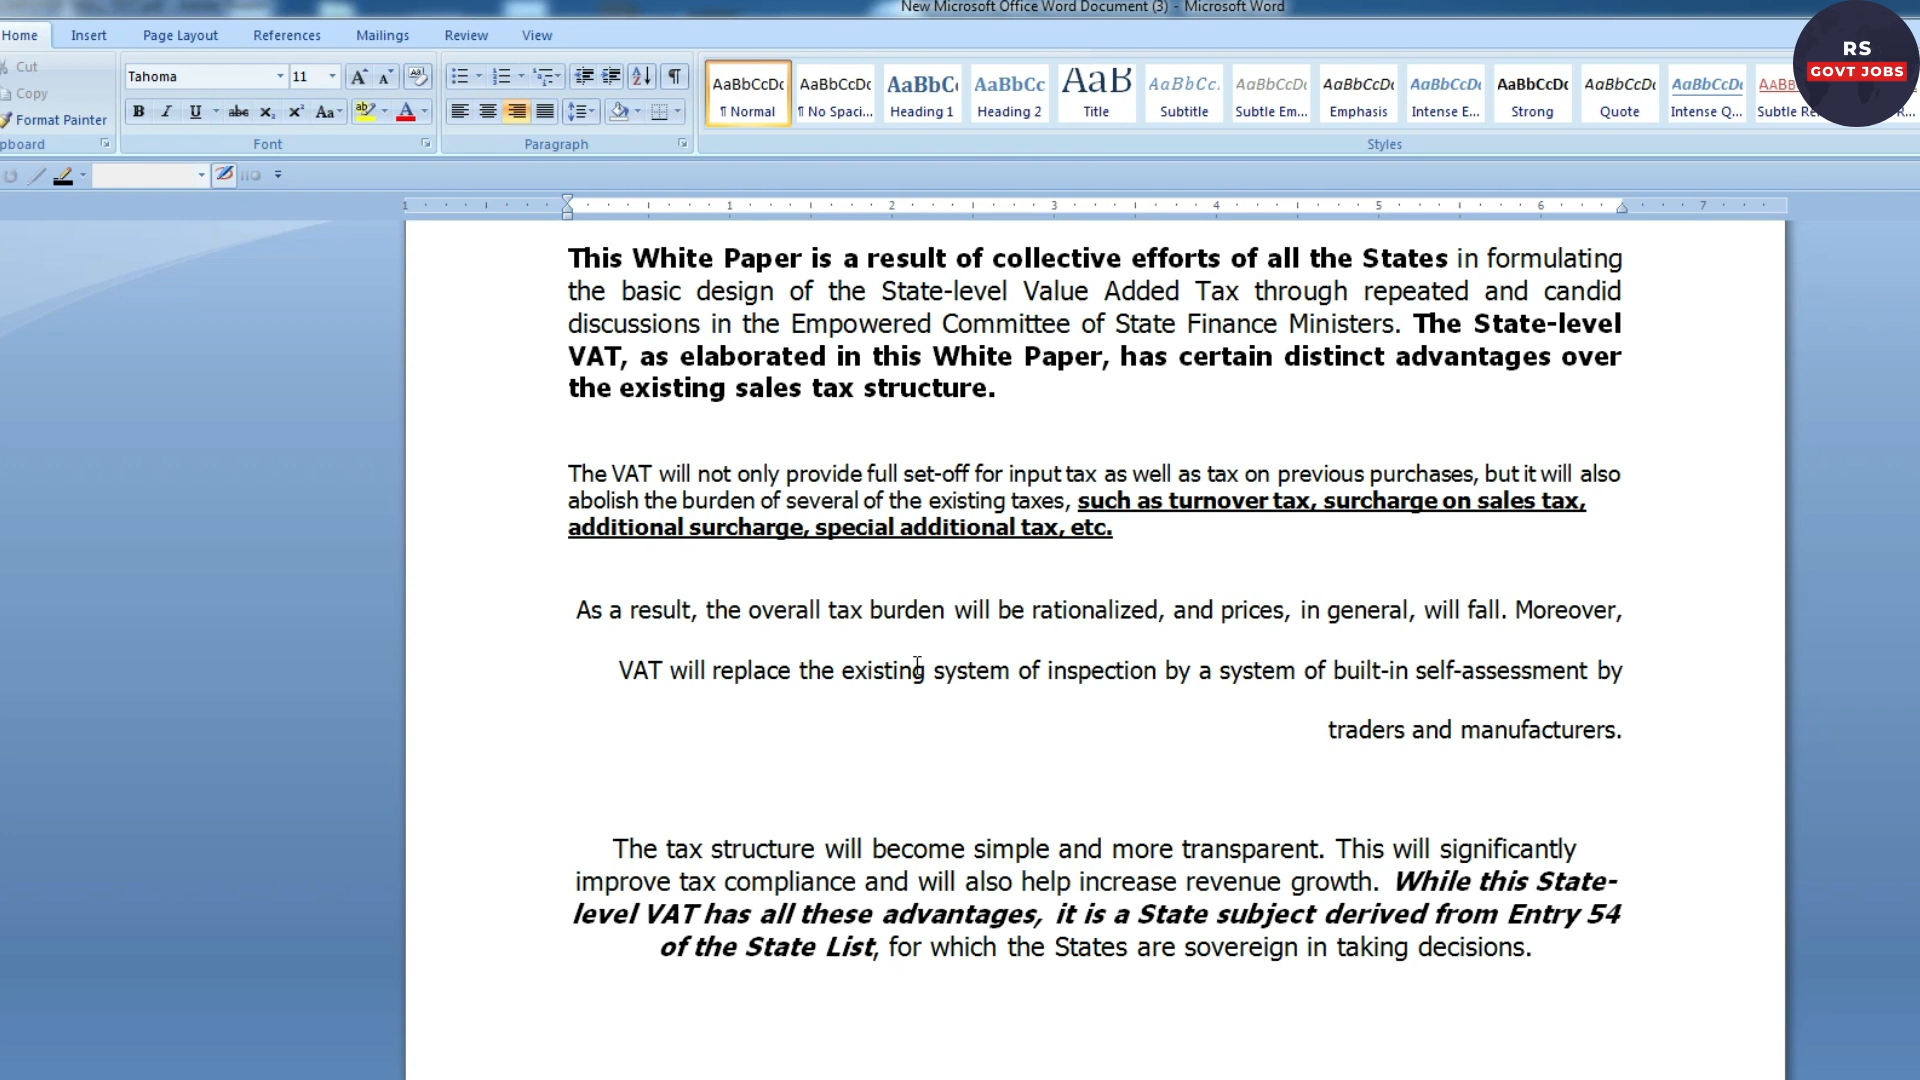 New Microsoft Office Word Document (3) - Microsoft Word
Home Insert Page Layout References Mailings Review View
RS
GOVT JOBS
Cut
Copy
Format Painter
Tahoma 11
AaBbCcDc AaBbCcDc AaBbC AaBbCc AaB AaBbCc. AaBbCcDc AaBbCcDc AaBbCcDc AaBbCcDc AaBbCcDc AaBbCcDc
¶ Normal ¶ No Spaci... Heading 1 Heading 2 Title Subtitle Subtle Em... Emphasis Intense E... Strong Quote Intense Q... Subtle Re
Font Paragraph Styles
1 1 2 3 4 5 6 7
This White Paper is a result of collective efforts of all the States in formulating
the basic design of the State-level Value Added Tax through repeated and candid
discussions in the Empowered Committee of State Finance Ministers. The State-level
VAT, as elaborated in this White Paper, has certain distinct advantages over
the existing sales tax structure.
The VAT will not only provide full set-off for input tax as well as tax on previous purchases, but it will also
abolish the burden of several of the existing taxes, such as turnover tax, surcharge on sales tax,
additional surcharge, special additional tax, etc.
As a result, the overall tax burden will be rationalized, and prices, in general, will fall. Moreover,
VAT will replace the existing system of inspection by a system of built-in self-assessment by
traders and manufacturers.
The tax structure will become simple and more transparent. This will significantly
improve tax compliance and will also help increase revenue growth. While this State-
level VAT has all these advantages, it is a State subject derived from Entry 54
of the State List, for which the States are sovereign in taking decisions.